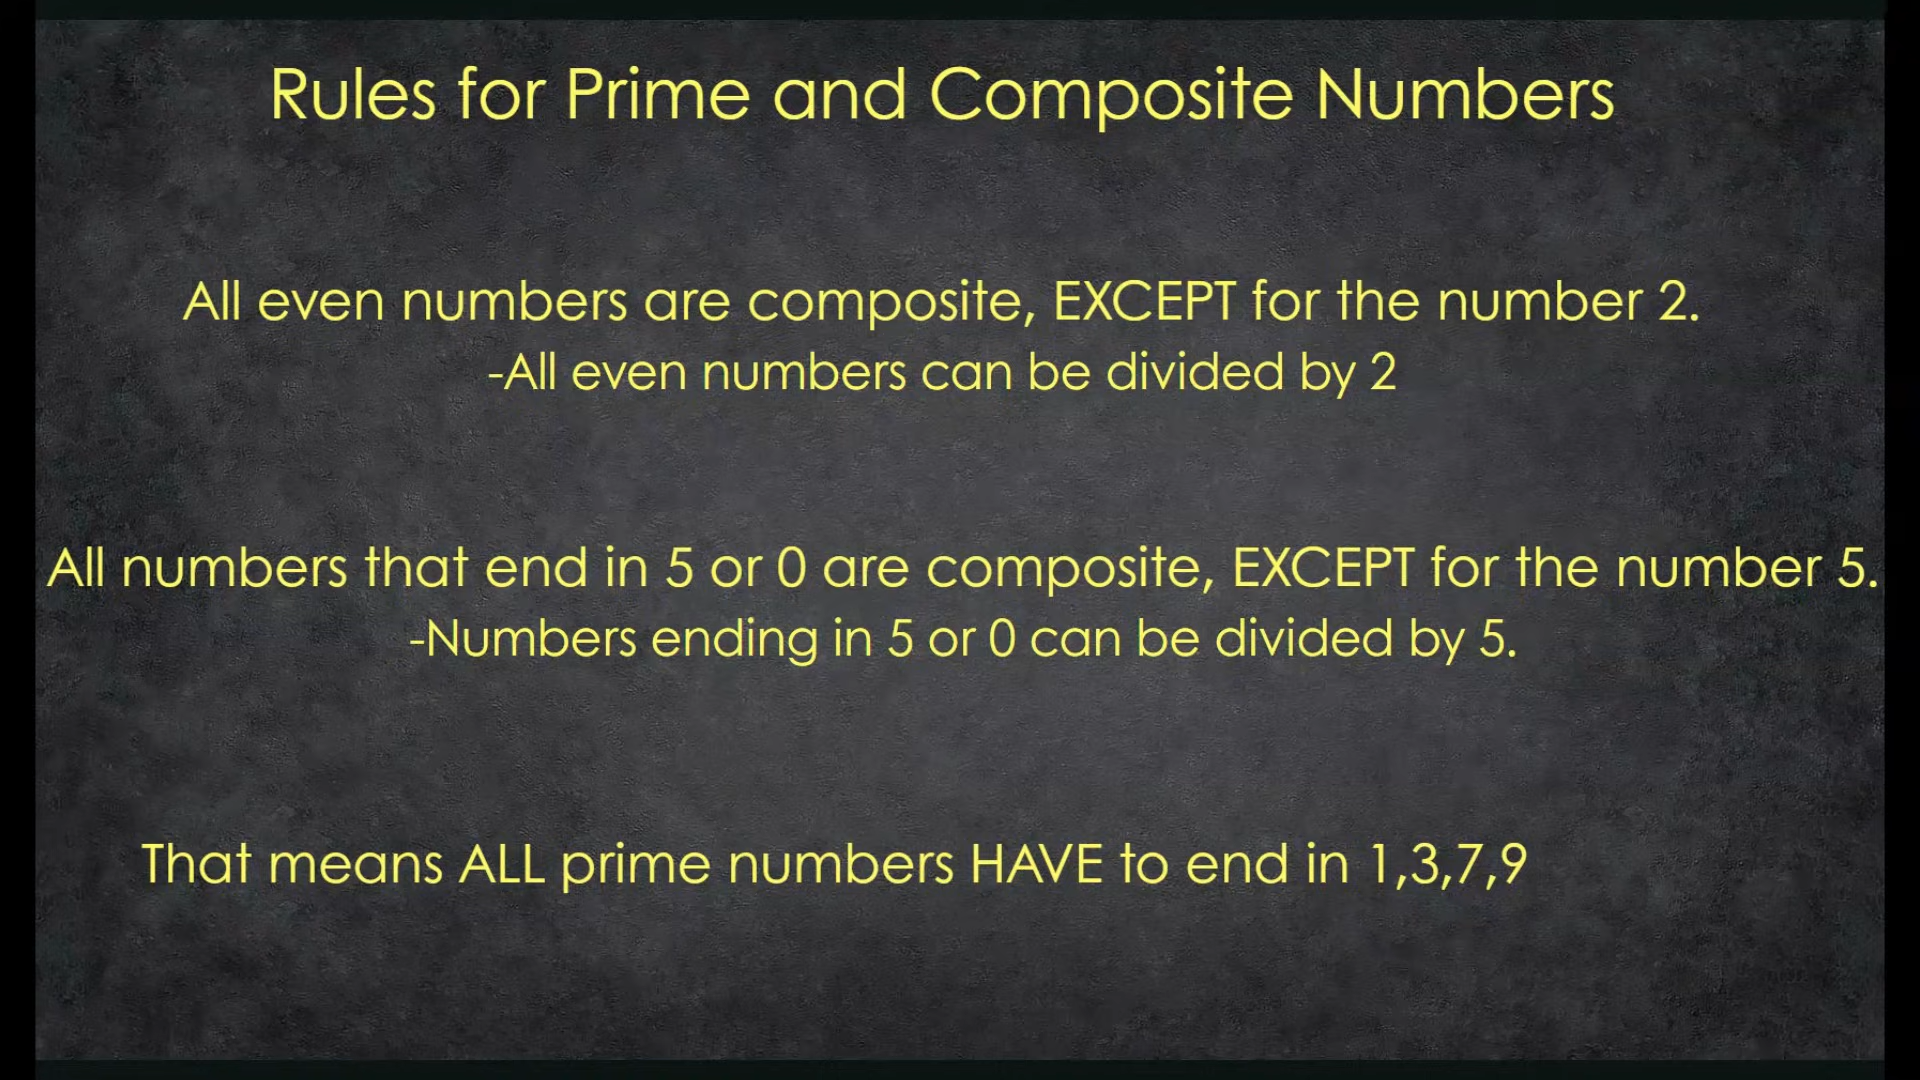 Rules for Prime and Composite Numbers
All even numbers are composite, EXCEPT for the number 2.
-All even numbers can be divided by 2
All numbers that end in 5 or 0 are composite, EXCEPT for the number 5.
-Numbers ending in 5 or 0 can be divided by 5.
That means ALL prime numbers HAVE to end in 1,3,7,9